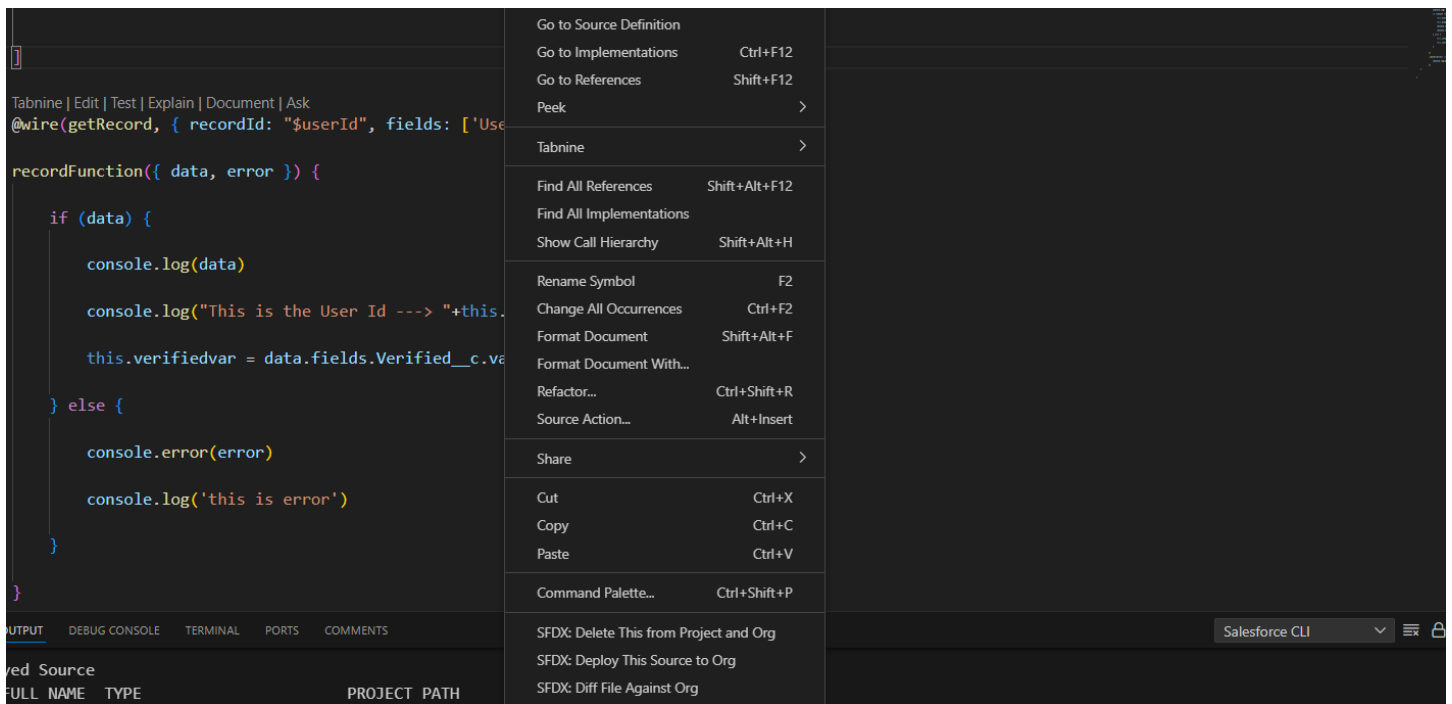 ]
Tabnine | Edit | Test | Explain | Document | Ask
@wire(getRecord, { recordId: "$userId", fields: ['Use
recordFunction({ data, error }) {
if (data) {
console.log(data)
console.log("This is the User Id ---> "+this.
this.verifiedvar = data.fields.Verified__c.va
} else {
console.error(error)
console.log('this is error')
}
}
Go to Source Definition
Go to Implementations Ctrl+F12
Go to References Shift+F12
Peek >
Tabnine >
Find All References Shift+Alt+F12
Find All Implementations
Show Call Hierarchy Shift+Alt+H
Rename Symbol F2
Change All Occurrences Ctrl+F2
Format Document Shift+Alt+F
Format Document With...
Refactor... Ctrl+Shift+R
Source Action... Alt+Insert
Share >
Cut Ctrl+X
Copy Ctrl+C
Paste Ctrl+V
Command Palette... Ctrl+Shift+P
SFDX: Delete This from Project and Org
SFDX: Deploy This Source to Org
SFDX: Diff File Against Org
OUTPUT DEBUG CONSOLE TERMINAL PORTS COMMENTS
Salesforce CLI
yed Source
FULL NAME TYPE PROJECT PATH